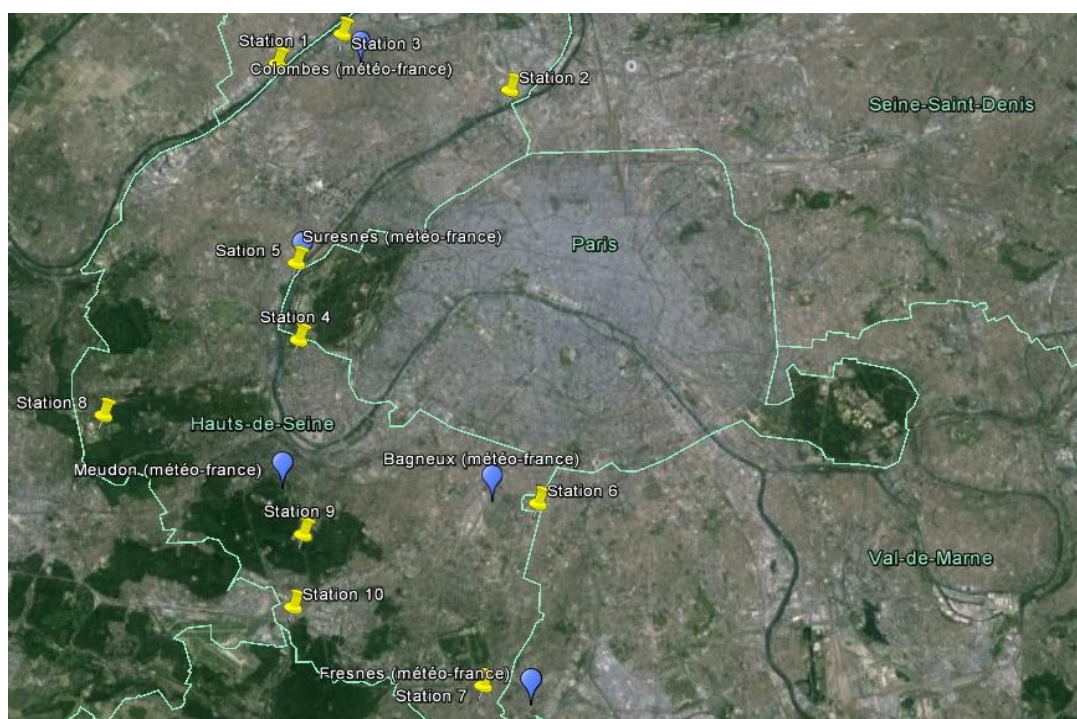 Station 1
Station 3
Colombes (météo-france)
Station 2
Seine-Saint-Denis
Suresnes (météo-france)
Sation 5
Paris
Station 4
Station 8
Hauts-de-Seine
Bagneux (météo-france)
Meudon (météo-france)
Station 6
Station 9
Val-de-Marne
Station 10
Fresnes (météo-france)
Station 7